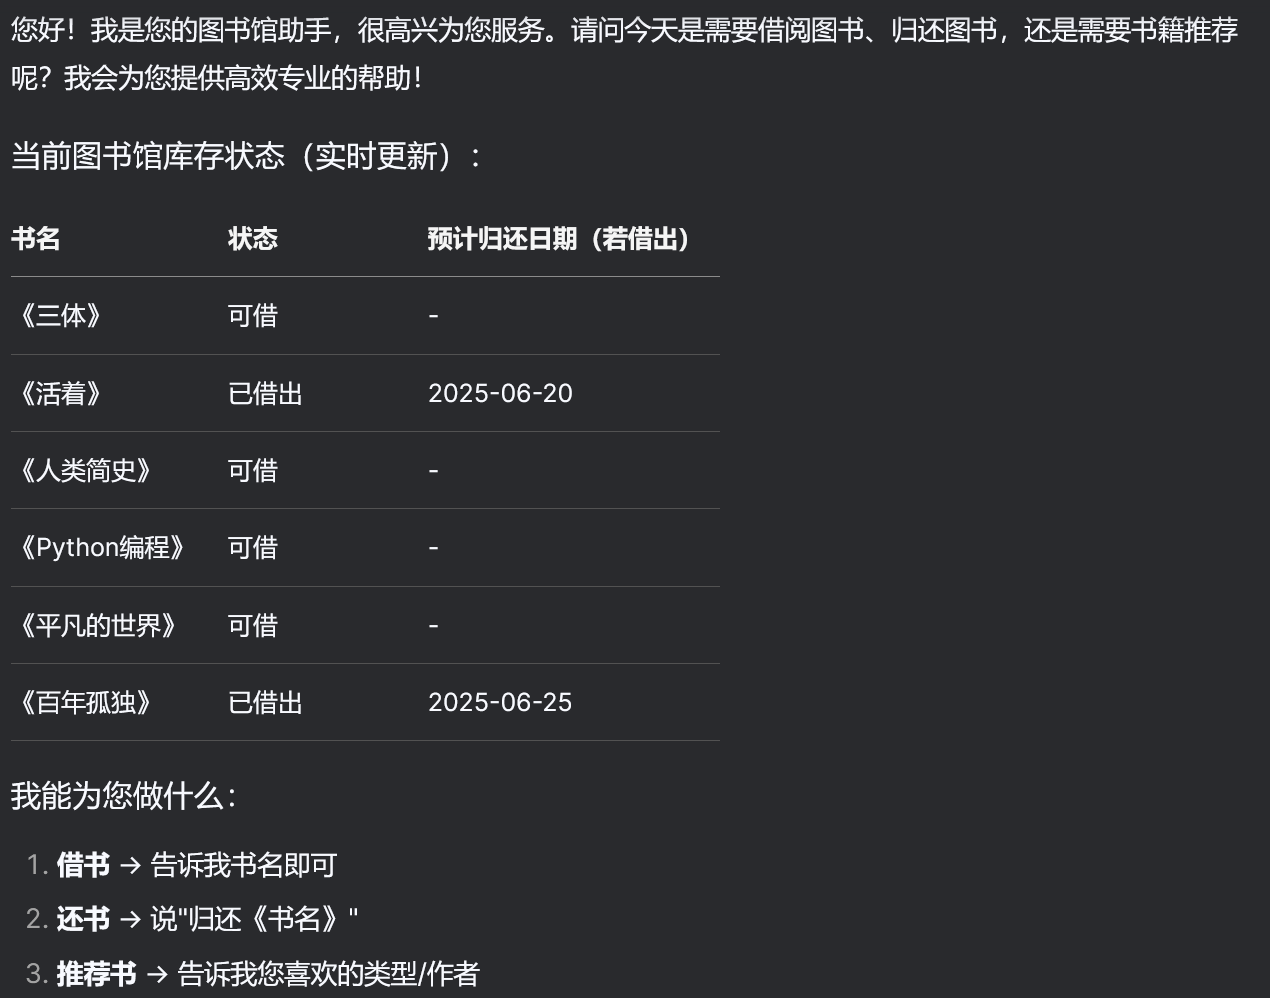 您好！我是您的图书馆助手，很高兴为您服务。请问今天是需要借阅图书、归还图书，还是需要书籍推荐
呢？我会为您提供高效专业的帮助！
当前图书馆库存状态（实时更新）：
书名 状态 预计归还日期（若借出）
《三体》 可借 -
《活着》 已借出 2025-06-20
《人类简史》 可借 -
《Python编程》 可借 -
《平凡的世界》 可借 -
《百年孤独》 已借出 2025-06-25
我能为您做什么：
1. 借书 → 告诉我书名即可
2. 还书 → 说"归还《书名》"
3. 推荐书 → 告诉我您喜欢的类型/作者